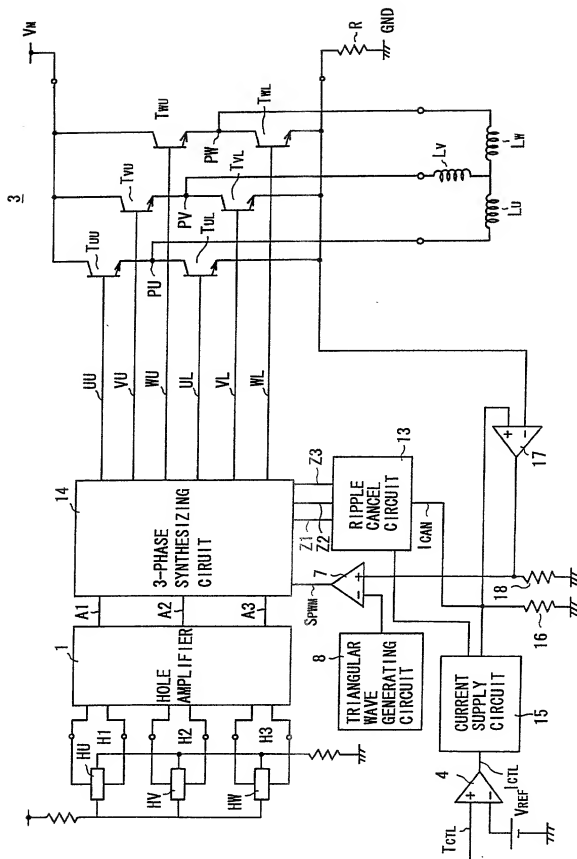 3
VM
TUU
TVU
TWU
PU
PV
PW
TUL
TVL
TWL
R
GND
LU
LV
LW
UU
VU
WU
UL
VL
WL
14
3-PHASE
SYNTHESIZING
CIRUIT
A1
A2
A3
1
HOLE
AMPLIFIER
HU
H1
HV
H2
HW
H3
Z1
Z2
Z3
13
RIPPLE
CANCEL
CIRCUIT
ICAN
SPWM
7
+
-
8
TRIANGULAR
WAVE
GENERATING
CIRCUIT
17
+
-
18
16
CURRENT
SUPPLY
CIRCUIT
15
4
+
-
ICTL
TCTL
VREF